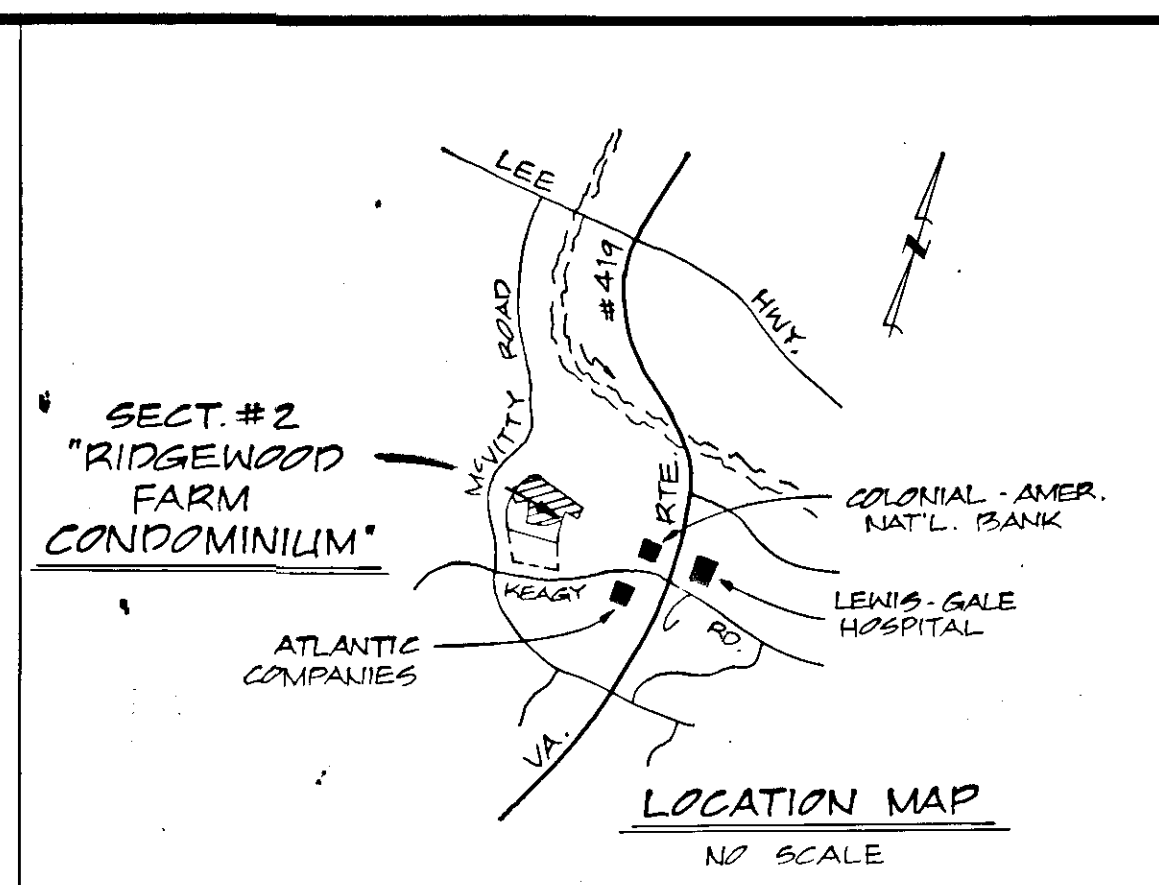 LEE
HWY.
N
# 419
McVITTY ROAD
SECT. #2
"RIDGEWOOD
FARM
CONDOMINIUM"
RTE.
COLONIAL - AMER.
NAT'L. BANK
KEAGY
RD.
LEWIS - GALE
HOSPITAL
ATLANTIC
COMPANIES
VA.
LOCATION MAP
NO SCALE